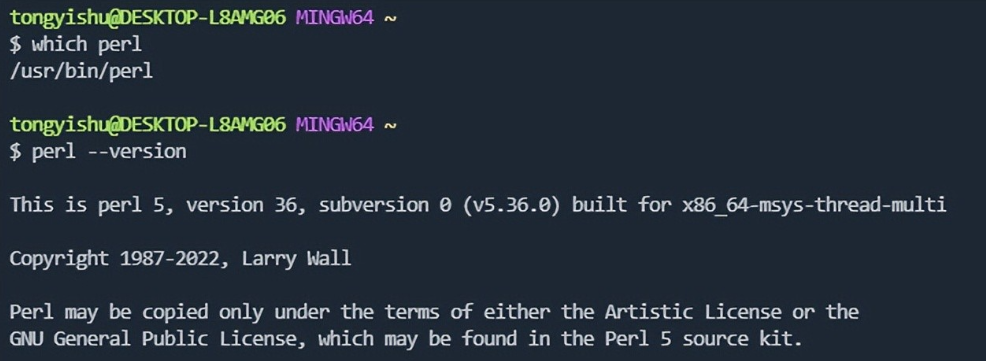 tongyishu@DESKTOP-L8AMG06 MINGW64 ~
$ which perl
/usr/bin/perl
tongyishu@DESKTOP-L8AMG06 MINGW64 ~
$ perl --version
This is perl 5, version 36, subversion 0 (v5.36.0) built for x86_64-msys-thread-multi
Copyright 1987-2022, Larry Wall
Perl may be copied only under the terms of either the Artistic License or the
GNU General Public License, which may be found in the Perl 5 source kit.